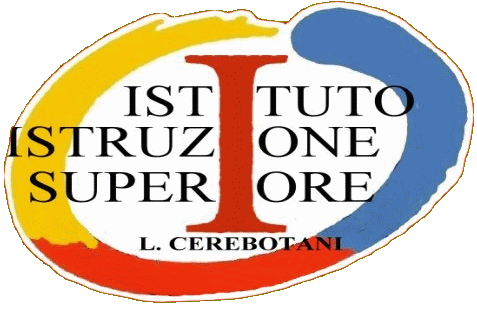 ISTITUTO
ISTRUZIONE
SUPERIORE
L. CEREBOTANI